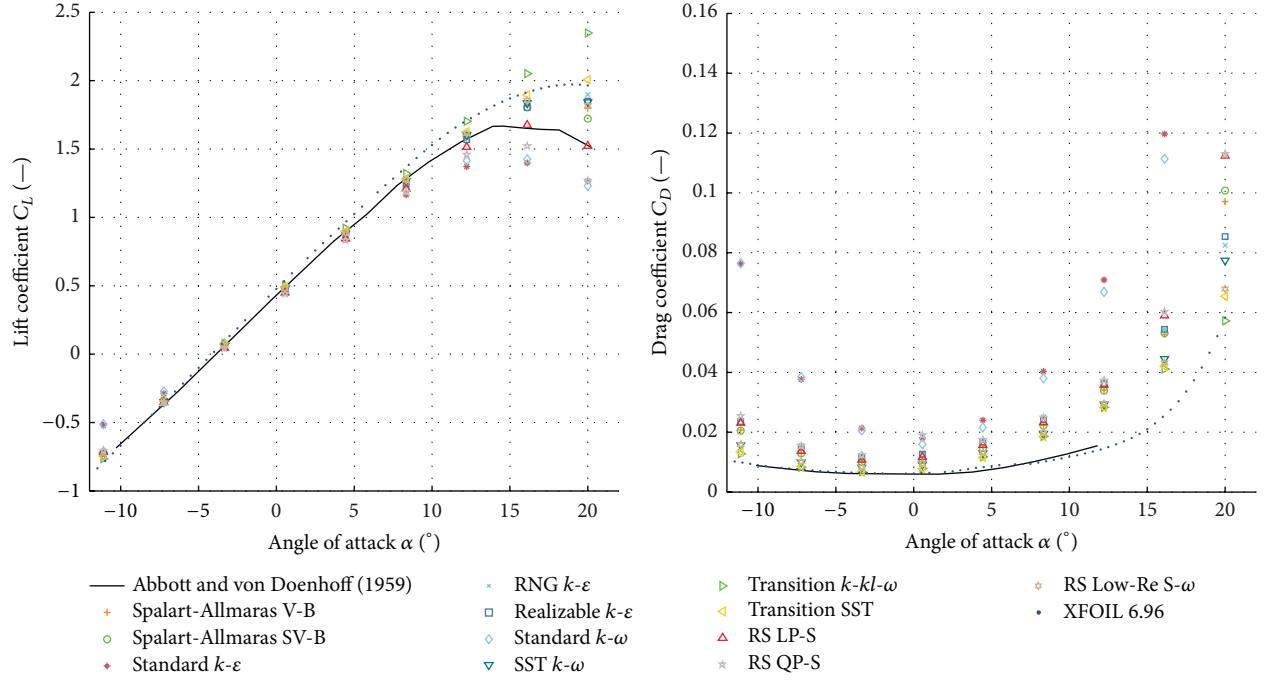 2.5
2
1.5
1
0.5
0
−0.5
−1
−10 −5 0 5 10 15 20
Lift coefficient C_L (—)
Angle of attack α (°)
0.16
0.14
0.12
0.1
0.08
0.06
0.04
0.02
0
−10 −5 0 5 10 15 20
Drag coefficient C_D (—)
Angle of attack α (°)
Abbott and von Doenhoff (1959)
Spalart-Allmaras V-B
Spalart-Allmaras SV-B
Standard k-ε
RNG k-ε
Realizable k-ε
Standard k-ω
SST k-ω
Transition k-kl-ω
Transition SST
RS LP-S
RS QP-S
RS Low-Re S-ω
XFOIL 6.96